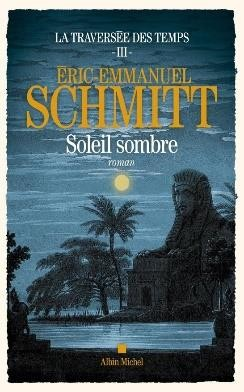 LA TRAVERSÉE DES TEMPS
-III-
ÉRIC-EMMANUEL
SCHMITT
Soleil sombre
roman
Albin Michel